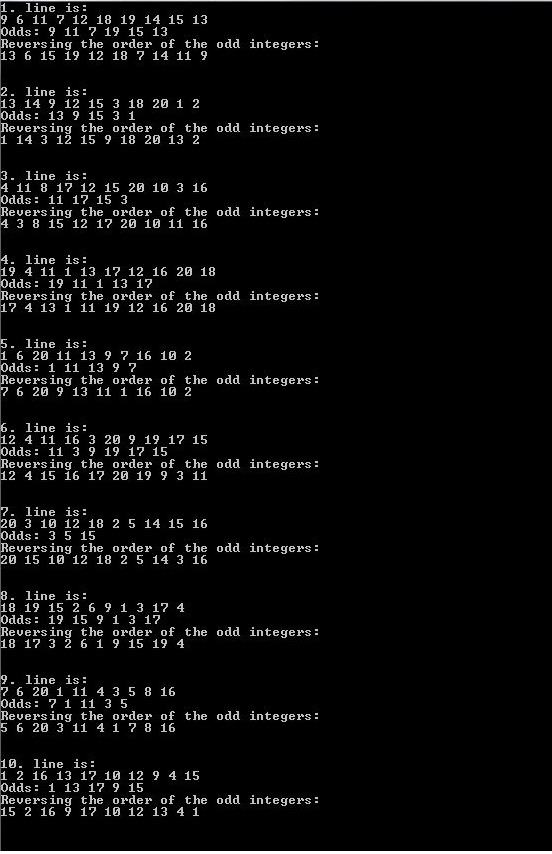 1. line is:
9 6 11 7 12 18 19 14 15 13
Odds: 9 11 7 19 15 13
Reversing the order of the odd integers:
13 6 15 19 12 18 7 14 11 9
2. line is:
13 14 9 12 15 3 18 20 1 2
Odds: 13 9 15 3 1
Reversing the order of the odd integers:
1 14 3 12 15 9 18 20 13 2
3. line is:
4 11 8 17 12 15 20 10 3 16
Odds: 11 17 15 3
Reversing the order of the odd integers:
4 3 8 15 12 17 20 10 11 16
4. line is:
19 4 11 1 13 17 12 16 20 18
Odds: 19 11 1 13 17
Reversing the order of the odd integers:
17 4 13 1 11 19 12 16 20 18
5. line is:
1 6 20 11 13 9 7 16 10 2
Odds: 1 11 13 9 7
Reversing the order of the odd integers:
7 6 20 9 13 11 1 16 10 2
6. line is:
12 4 11 16 3 20 9 19 17 15
Odds: 11 3 9 19 17 15
Reversing the order of the odd integers:
12 4 15 16 17 20 19 9 3 11
7. line is:
20 3 10 12 18 2 5 14 15 16
Odds: 3 5 15
Reversing the order of the odd integers:
20 15 10 12 18 2 5 14 3 16
8. line is:
18 19 15 2 6 9 1 3 17 4
Odds: 19 15 9 1 3 17
Reversing the order of the odd integers:
18 17 3 2 6 1 9 15 19 4
9. line is:
7 6 20 1 11 4 3 5 8 16
Odds: 7 1 11 3 5
Reversing the order of the odd integers:
5 6 20 3 11 4 1 7 8 16
10. line is:
1 2 16 13 17 10 12 9 4 15
Odds: 1 13 17 9 15
Reversing the order of the odd integers:
15 2 16 9 17 10 12 13 4 1